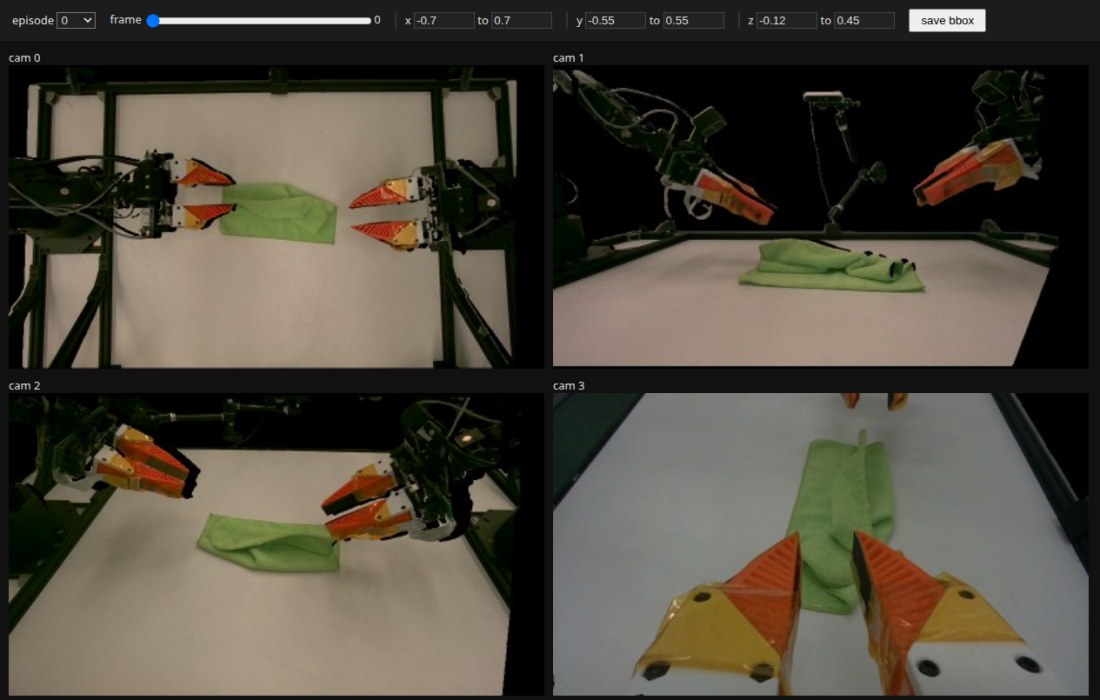 episode 0 frame 0 x -0.7 to 0.7 y -0.55 to 0.55 z -0.12 to 0.45 save bbox
cam 0
cam 1
cam 2
cam 3